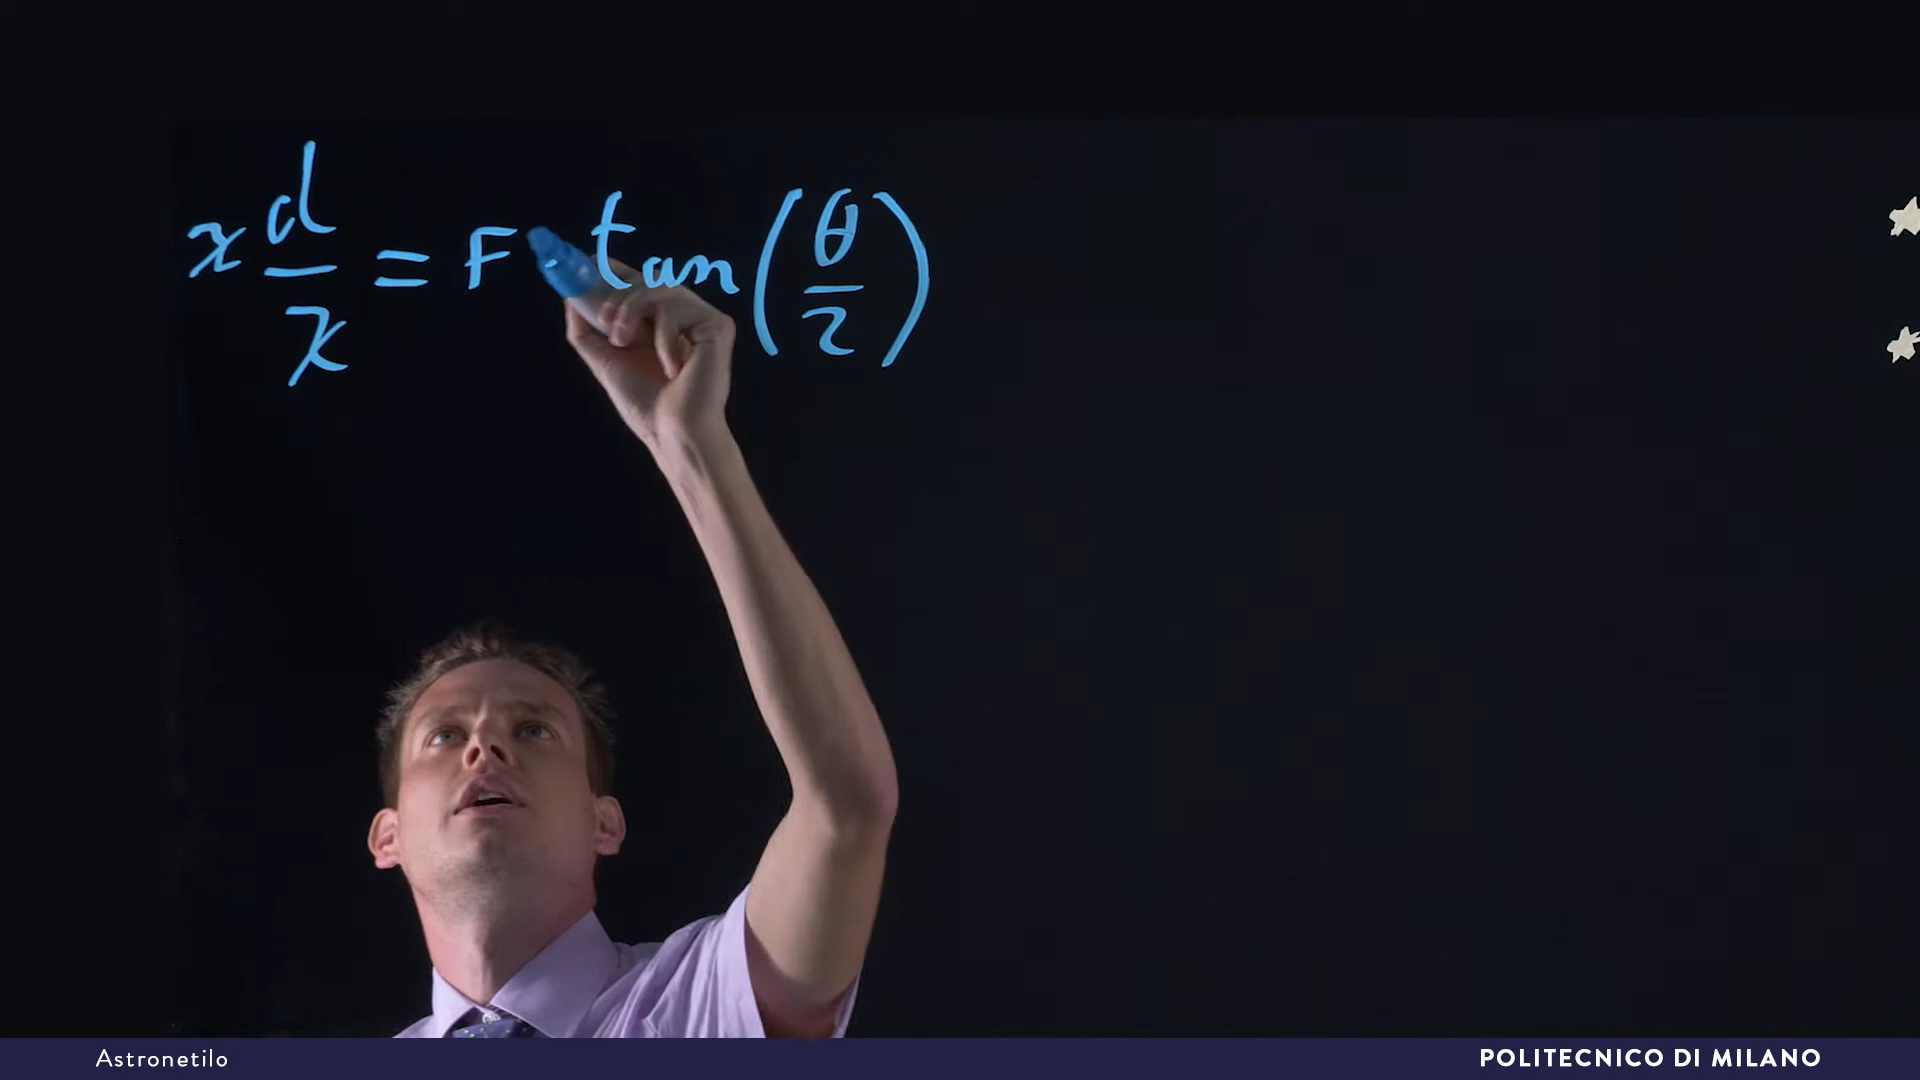 x d/x = F · tan(θ/2)
Astronetilo
POLITECNICO DI MILANO